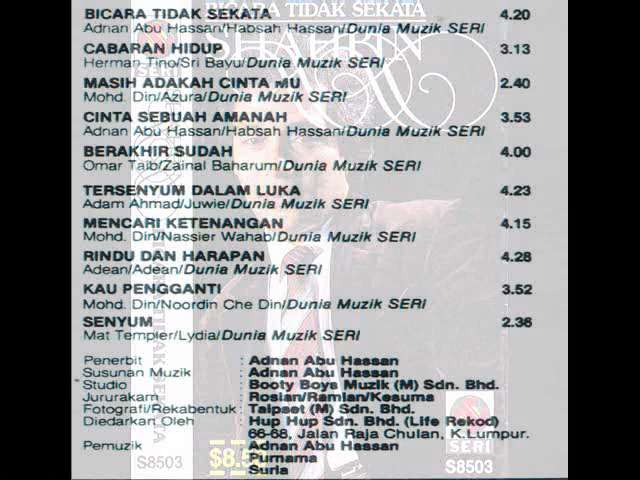 BICARA TIDAK SEKATA
SHAHREN
BICARA TIDAK SEKATA 4.20
Adnan Abu Hassan/Habsah Hassan/Dunia Muzik SERI
CABARAN HIDUP 3.13
Herman Tino/Sri Bayu/Dunia Muzik SERI
MASIH ADAKAH CINTA MU 2.40
Mohd. Din/Azura/Dunia Muzik SERI
CINTA SEBUAH AMANAH 3.53
Adnan Abu Hassan/Habsah Hassan/Dunia Muzik SERI
BERAKHIR SUDAH 4.00
Omar Taib/Zainal Baharum/Dunia Muzik SERI
TERSENYUM DALAM LUKA 4.23
Adam Ahmad/Juwie/Dunia Muzik SERI
MENCARI KETENANGAN 4.15
Mohd. Din/Nassier Wahab/Dunia Muzik SERI
RINDU DAN HARAPAN 4.28
Adean/Adean/Dunia Muzik SERI
KAU PENGGANTI 3.52
Mohd. Din/Noordin Che Din/Dunia Muzik SERI
SENYUM 2.36
Mat Templer/Lydia/Dunia Muzik SERI
Penerbit : Adnan Abu Hassan
Susunan Muzik : Adnan Abu Hassan
Studio : Booty Boys Muzik (M) Sdn. Bhd.
Jururakam : Roslan/Ramlan/Kesuma
Fotografi/Rekabentuk : Taipset (M) Sdn. Bhd.
Diedarkan Oleh : Hup Hup Sdn. Bhd. (Life Rekod)
66-68, Jalan Raja Chulan, K.Lumpur.
Pemuzik : Adnan Abu Hassan
Purnama
Suria
SERI
SERI
S8503
$8.5
S8503